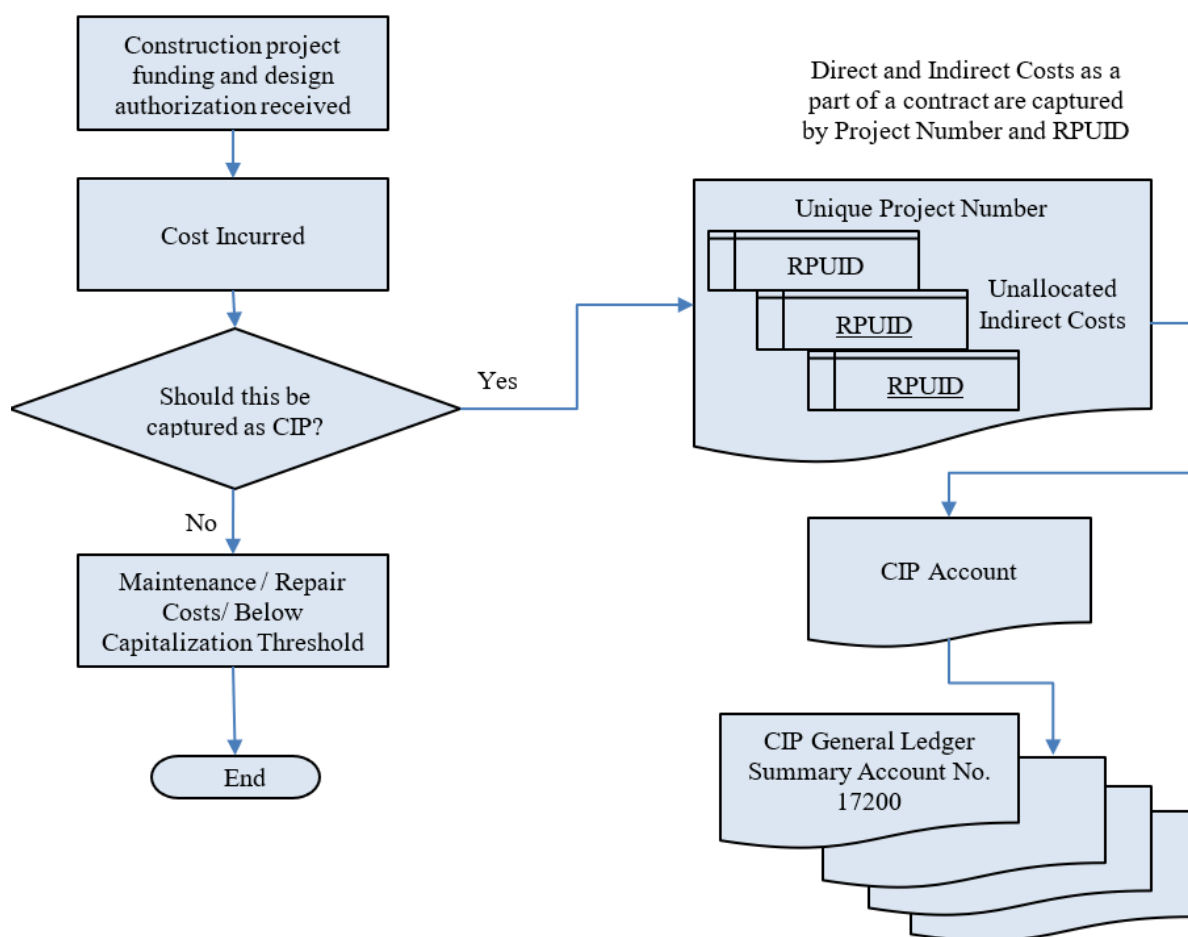 Construction project
funding and design
authorization received
Cost Incurred
Should this be
captured as CIP?
Yes
No
Maintenance / Repair
Costs/ Below
Capitalization Threshold
End
Direct and Indirect Costs as a
part of a contract are captured
by Project Number and RPUID
Unique Project Number
RPUID
RPUID
RPUID
Unallocated
Indirect Costs
CIP Account
CIP General Ledger
Summary Account No.
17200